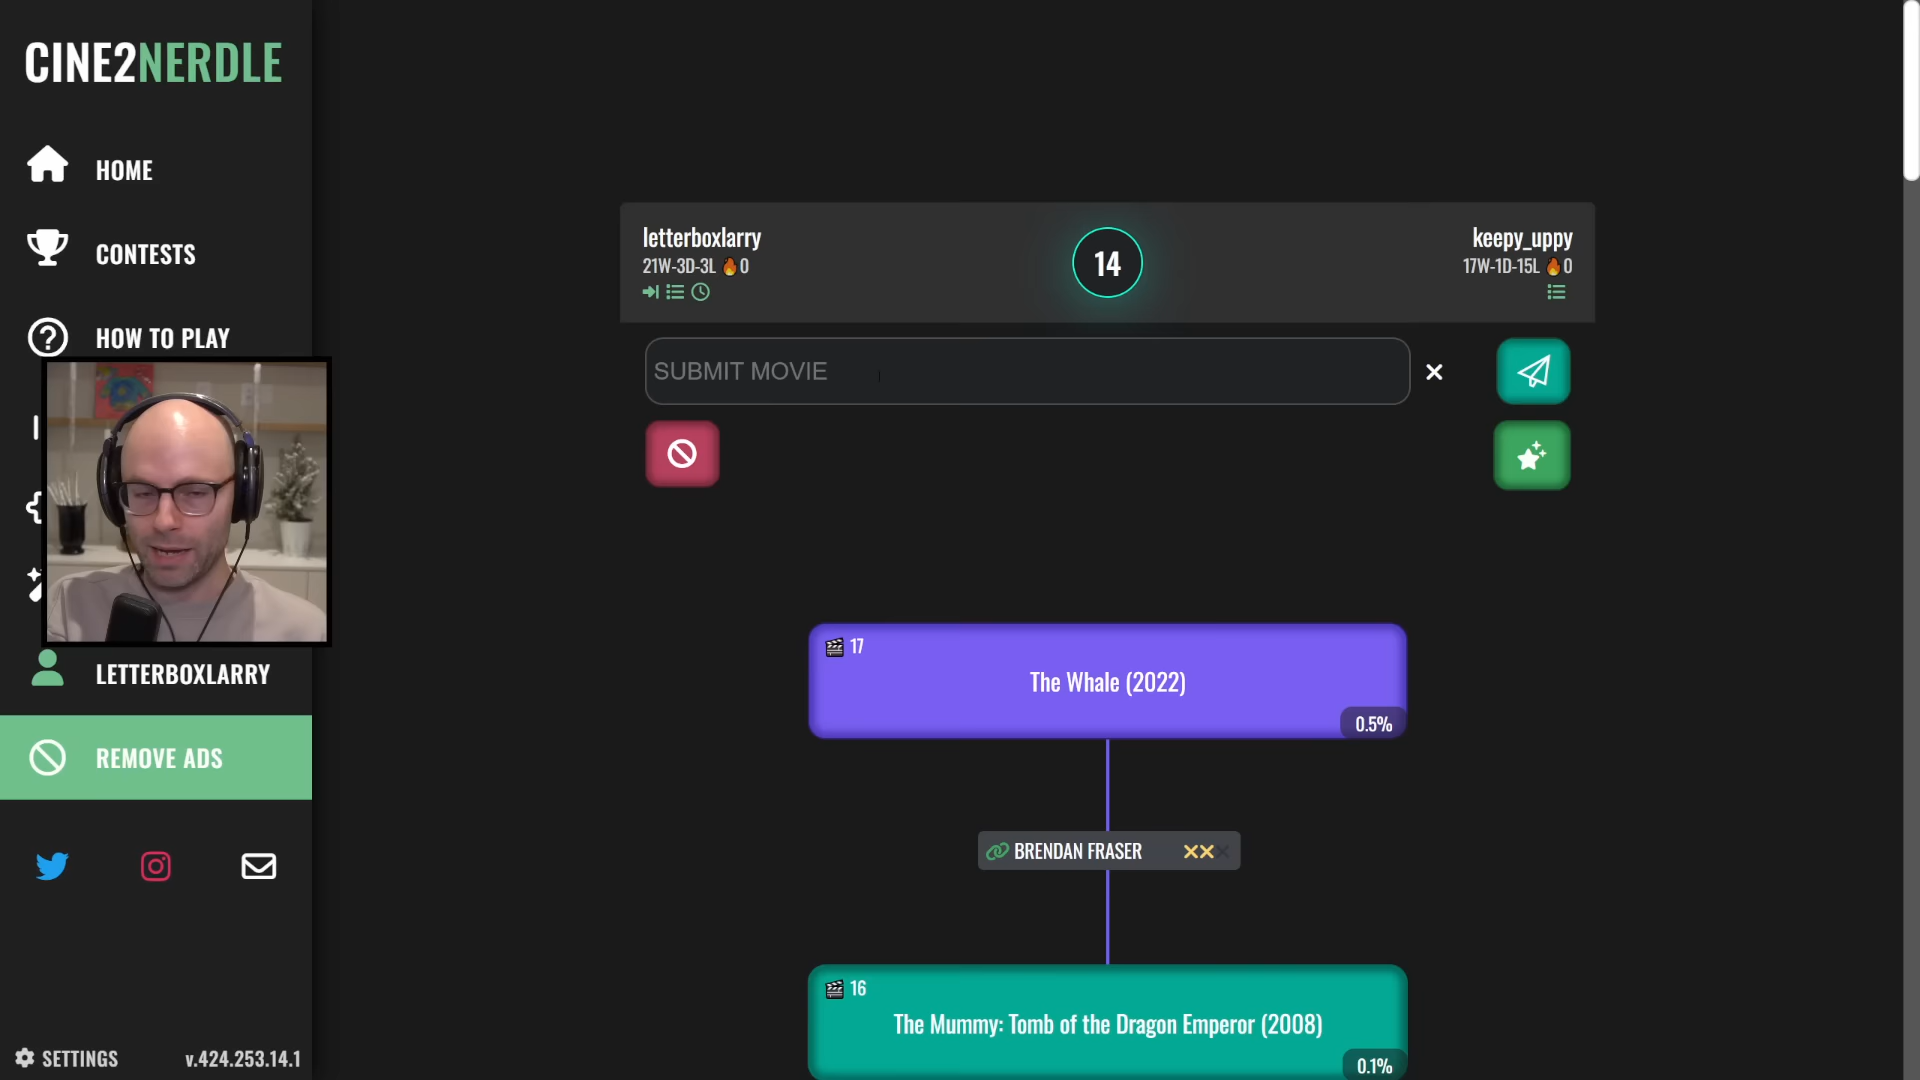 CINE2NERDLE
HOME
CONTESTS
HOW TO PLAY
LETTERBOXLARRY
REMOVE ADS
SETTINGS
v.424.253.14.1
letterboxlarry
21W-3D-3L 🔥0
14
keepy_uppy
17W-1D-15L 🔥0
SUBMIT MOVIE
17
The Whale (2022)
0.5%
BRENDAN FRASER
16
The Mummy: Tomb of the Dragon Emperor (2008)
0.1%